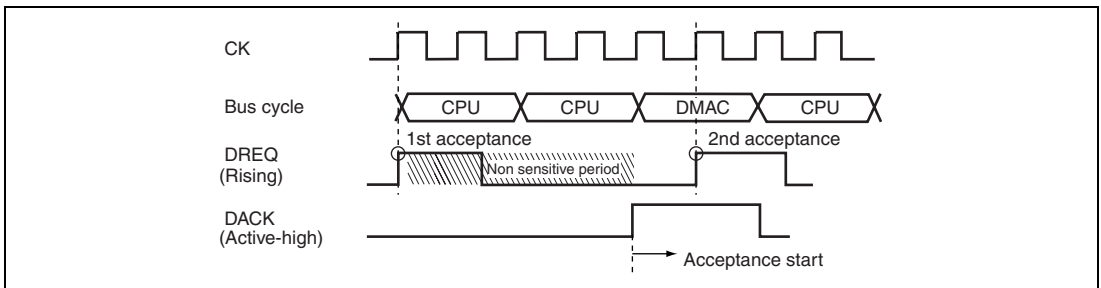 CK
Bus cycle
CPU
CPU
DMAC
CPU
1st acceptance
2nd acceptance
DREQ
(Rising)
Non sensitive period
DACK
(Active-high)
Acceptance start